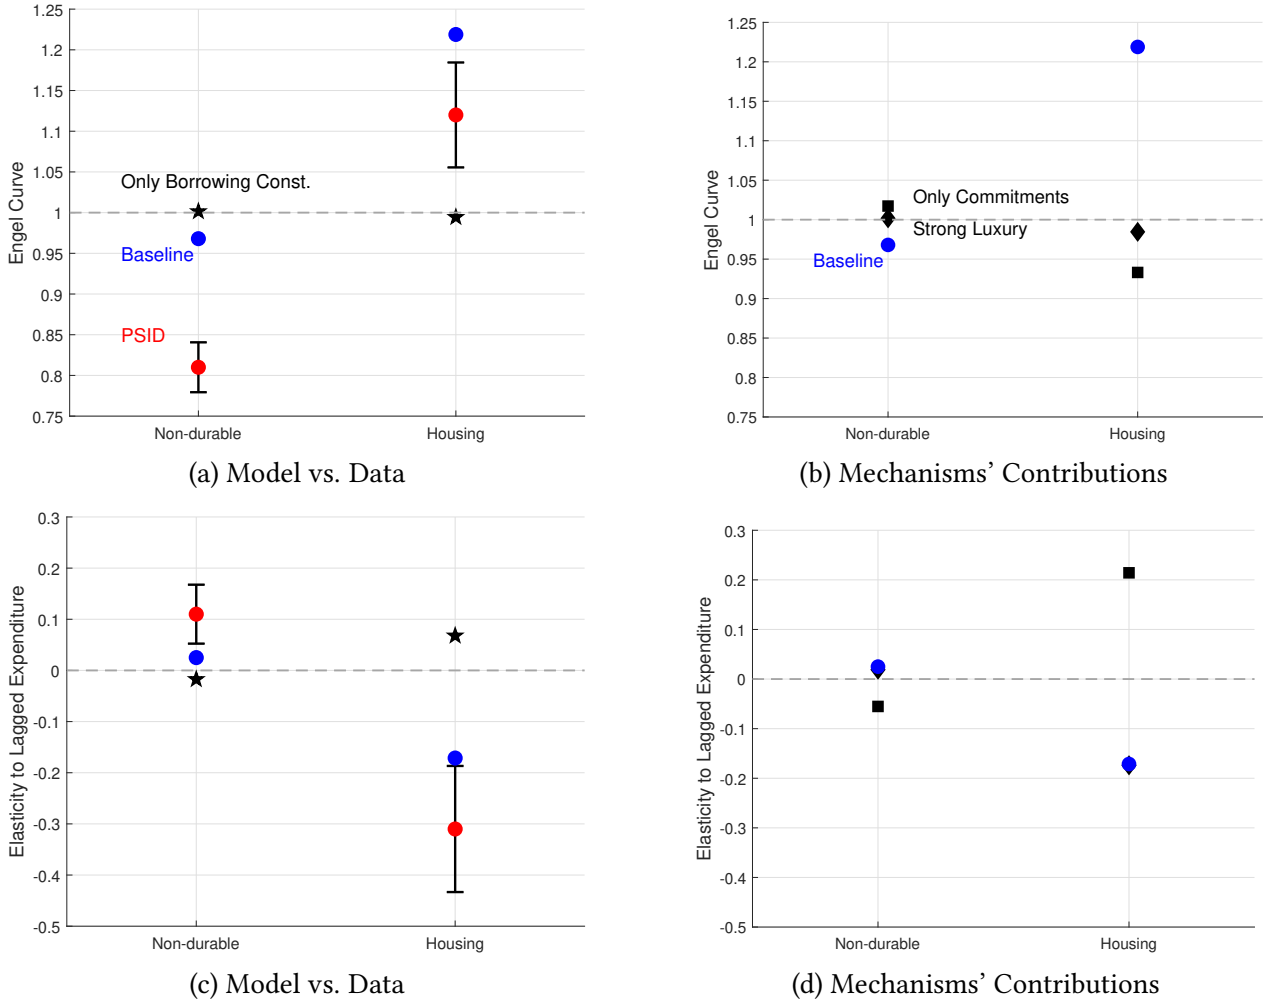 1.25
1.2
1.15
1.1
1.05
1
0.95
0.9
0.85
0.8
0.75
Engel Curve
Only Borrowing Const.
Baseline
PSID
Non-durable
Housing
(a) Model vs. Data
1.25
1.2
1.15
1.1
1.05
1
0.95
0.9
0.85
0.8
0.75
Engel Curve
Only Commitments
Strong Luxury
Baseline
Non-durable
Housing
(b) Mechanisms’ Contributions
0.3
0.2
0.1
0
-0.1
-0.2
-0.3
-0.4
-0.5
Elasticity to Lagged Expenditure
Non-durable
Housing
(c) Model vs. Data
0.3
0.2
0.1
0
-0.1
-0.2
-0.3
-0.4
-0.5
Elasticity to Lagged Expenditure
Non-durable
Housing
(d) Mechanisms’ Contributions